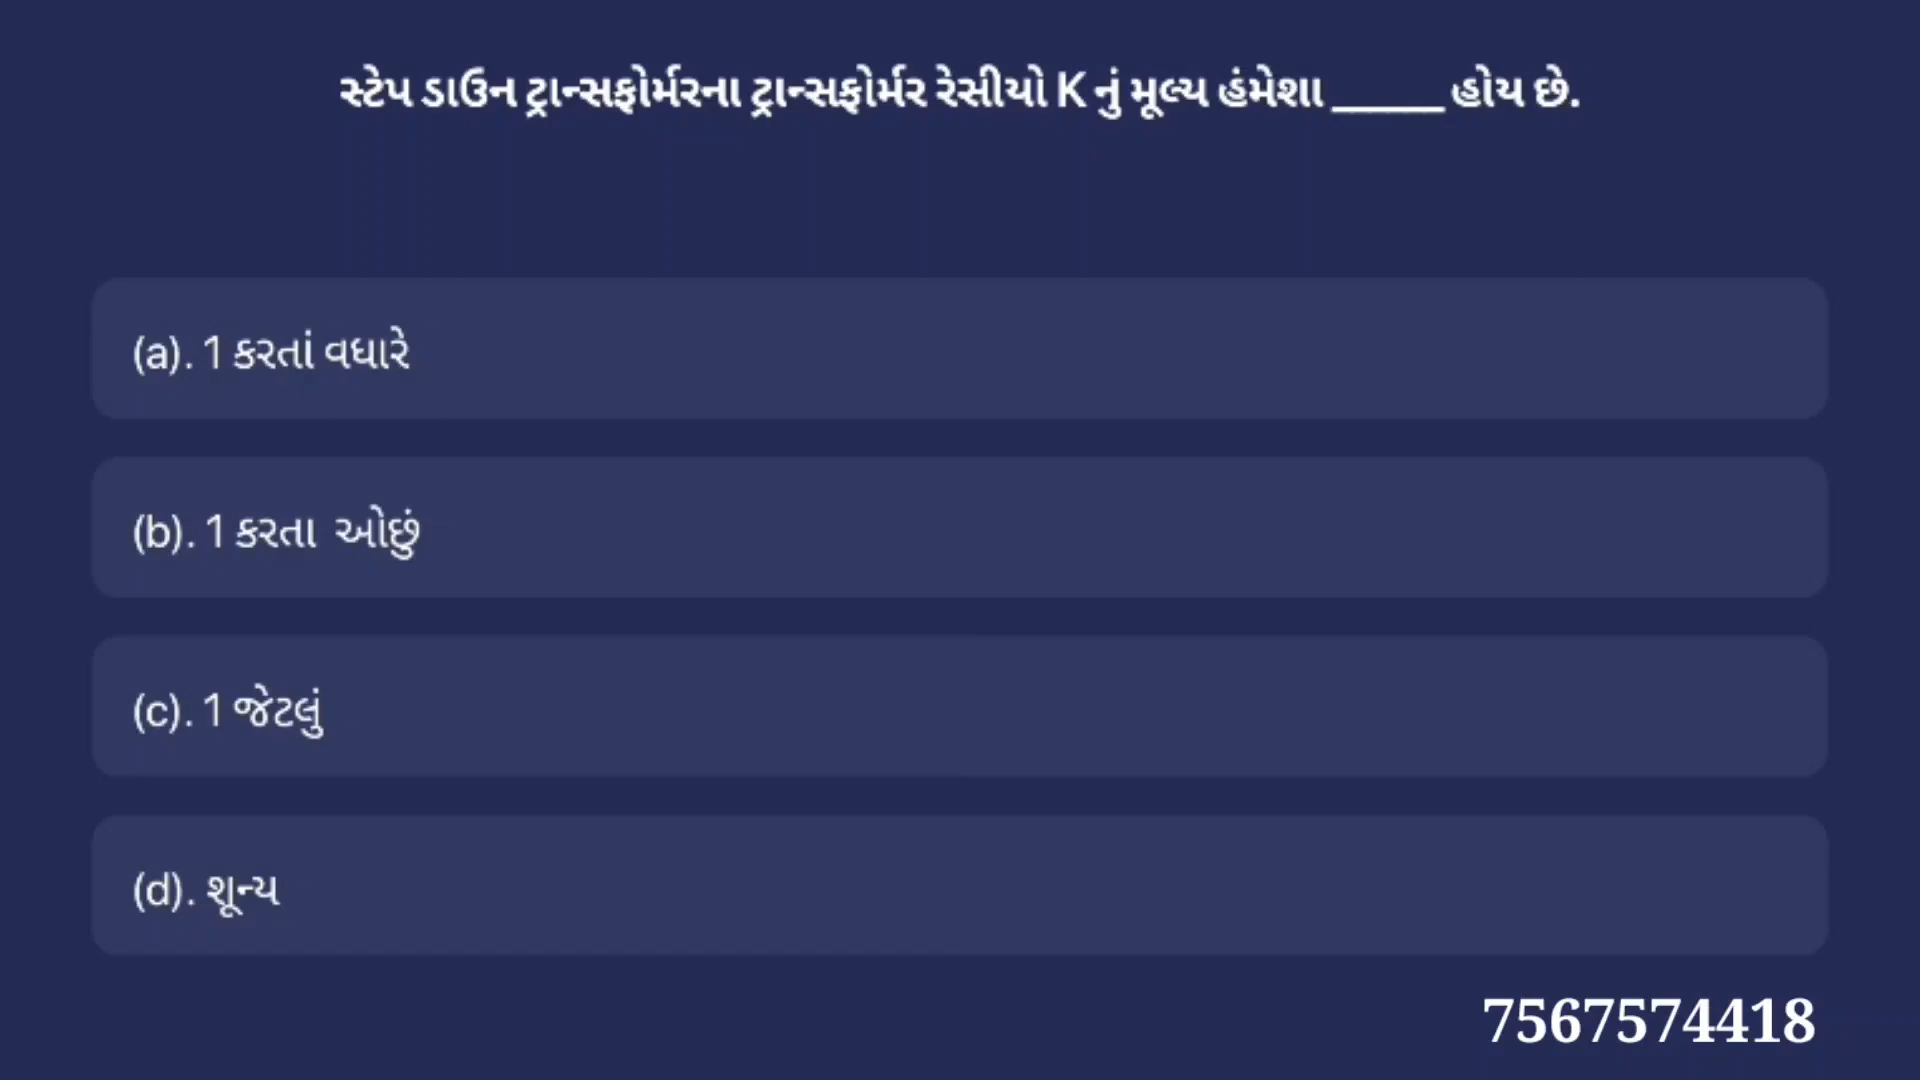 સ્ટેપ ડાઉન ટ્રાન્સફોર્મરના ટ્રાન્સફોર્મર રેસીયો K નું મૂલ્ય હંમેશા _____ હોય છે.
(a). 1 કરતાં વધારે
(b). 1 કરતા ઓછું
(c). 1 જેટલું
(d). શૂન્ય
7567574418